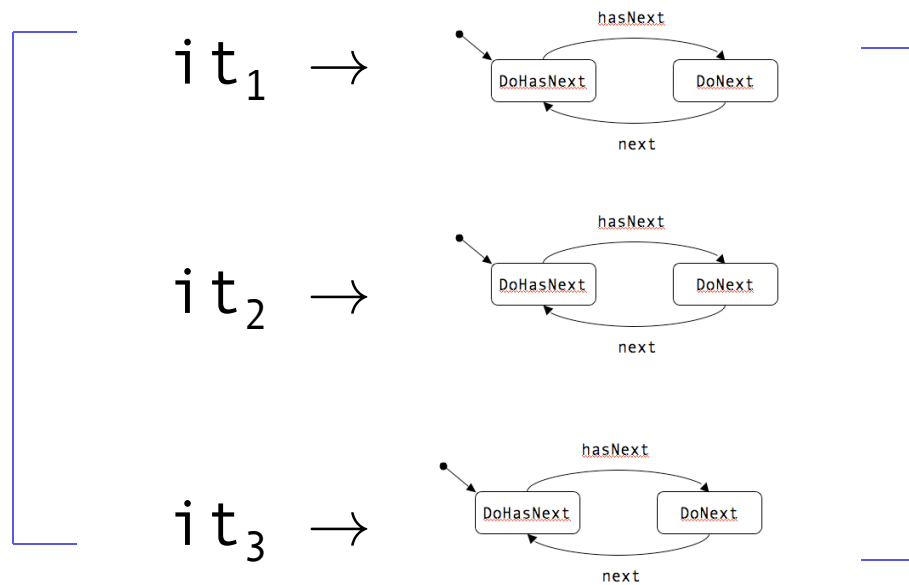 hasNext
it₁ → DoHasNext DoNext
next
hasNext
it₂ → DoHasNext DoNext
next
hasNext
it₃ → DoHasNext DoNext
next